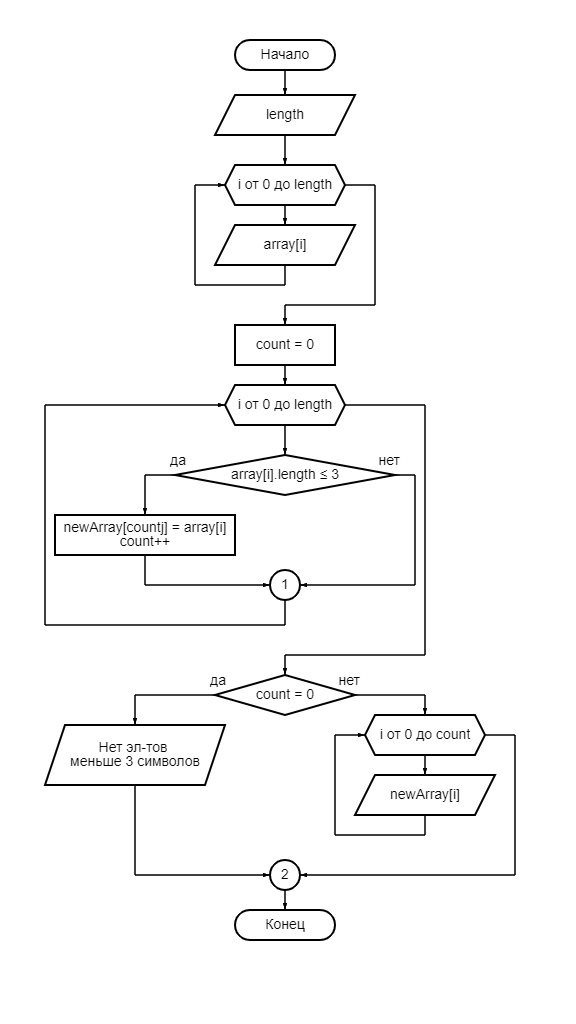 Начало
length
i от 0 до length
array[i]
count = 0
i от 0 до length
да
нет
array[i].length ≤ 3
newArray[countj] = array[i]
count++
1
да
нет
count = 0
i от 0 до count
Нет эл-тов
меньше 3 символов
newArray[i]
2
Конец